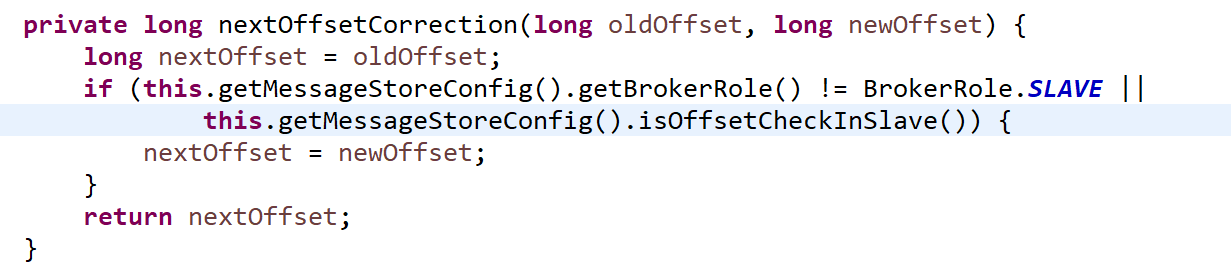 private long nextOffsetCorrection(long oldOffset, long newOffset) {
    long nextOffset = oldOffset;
    if (this.getMessageStoreConfig().getBrokerRole() != BrokerRole.SLAVE ||
            this.getMessageStoreConfig().isOffsetCheckInSlave()) {
        nextOffset = newOffset;
    }
    return nextOffset;
}